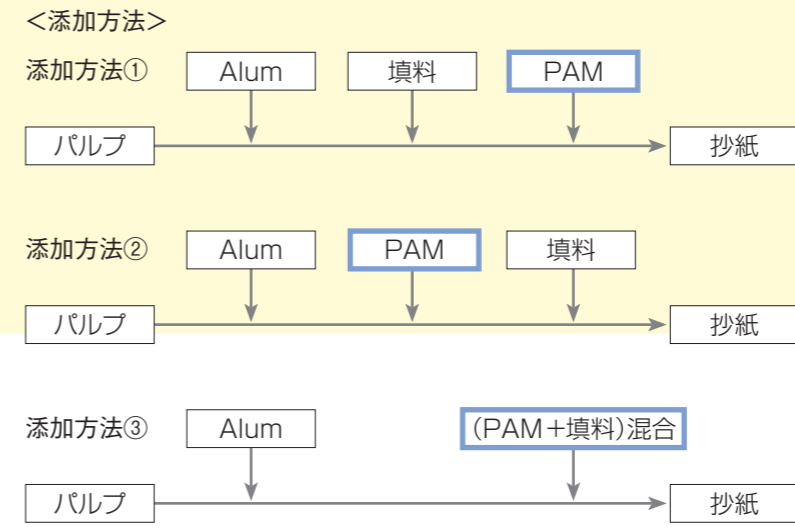 ＜添加方法＞
添加方法① Alum 填料 PAM
パルプ 抄紙
添加方法② Alum PAM 填料
パルプ 抄紙
添加方法③ Alum (PAM＋填料)混合
パルプ 抄紙